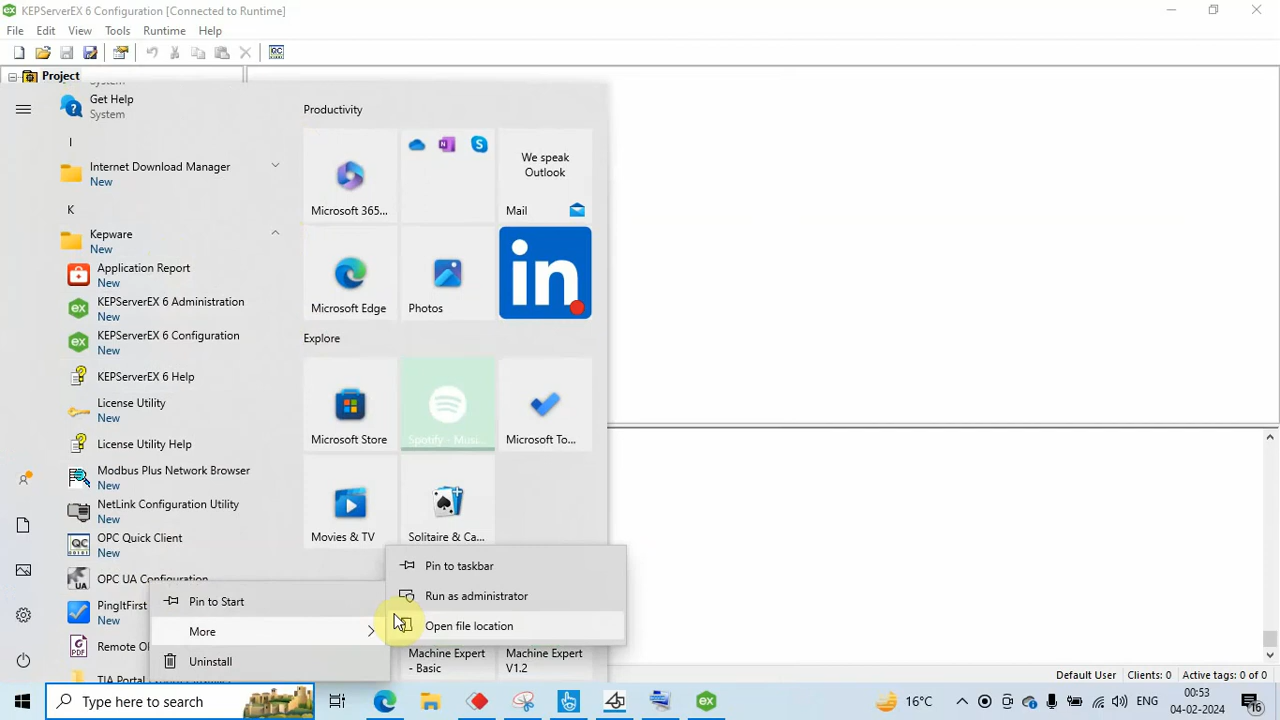 KEPServerEX 6 Configuration [Connected to Runtime]
File Edit View Tools Runtime Help
Project
System
Get Help
System
I
Internet Download Manager
New
K
Kepware
New
Application Report
New
KEPServerEX 6 Administration
New
KEPServerEX 6 Configuration
New
KEPServerEX 6 Help
License Utility
New
License Utility Help
Modbus Plus Network Browser
New
NetLink Configuration Utility
New
OPC Quick Client
New
OPC UA Configuration
PingItFirst
New
Remote O
TIA Portal
Productivity
Microsoft 365...
We speak
Outlook
Mail
Microsoft Edge
Photos
in
Explore
Microsoft Store
Spotify - Musi...
Microsoft To...
Movies & TV
Solitaire & Ca...
Machine Expert
- Basic
Machine Expert
V1.2
Pin to Start
More
Uninstall
Pin to taskbar
Run as administrator
Open file location
Default User Clients: 0 Active tags: 0 of 0
Type here to search
16°C
00:53
04-02-2024
16